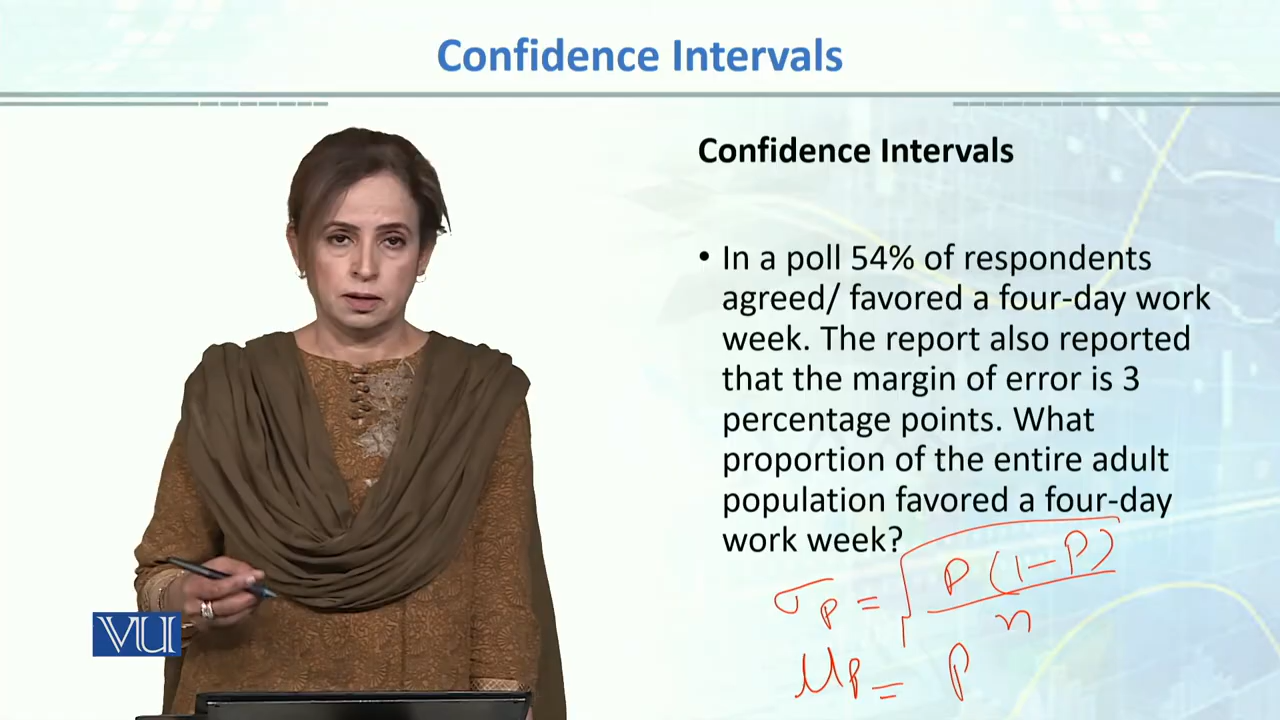 Confidence Intervals
Confidence Intervals
• In a poll 54% of respondents
agreed/ favored a four-day work
week. The report also reported
that the margin of error is 3
percentage points. What
proportion of the entire adult
population favored a four-day
work week?
σ_P = √(P(1-P)/n)
VU
μ_P = P